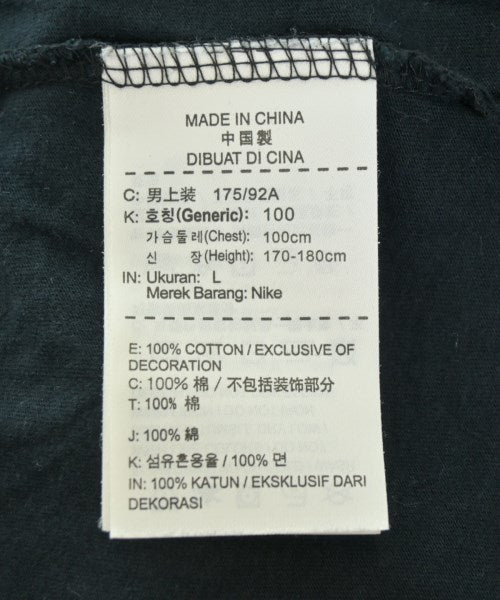 MADE IN CHINA
中国製
DIBUAT DI CINA
C: 男上装 175/92A
K: 호칭(Generic): 100
가슴둘레(Chest): 100cm
신 장(Height): 170-180cm
IN: Ukuran: L
Merek Barang: Nike
E: 100% COTTON / EXCLUSIVE OF
DECORATION
C: 100% 棉 / 不包括装饰部分
T: 100% 棉
J: 100% 綿
K: 섬유혼용율 / 100% 면
IN: 100% KATUN / EKSKLUSIF DARI
DEKORASI